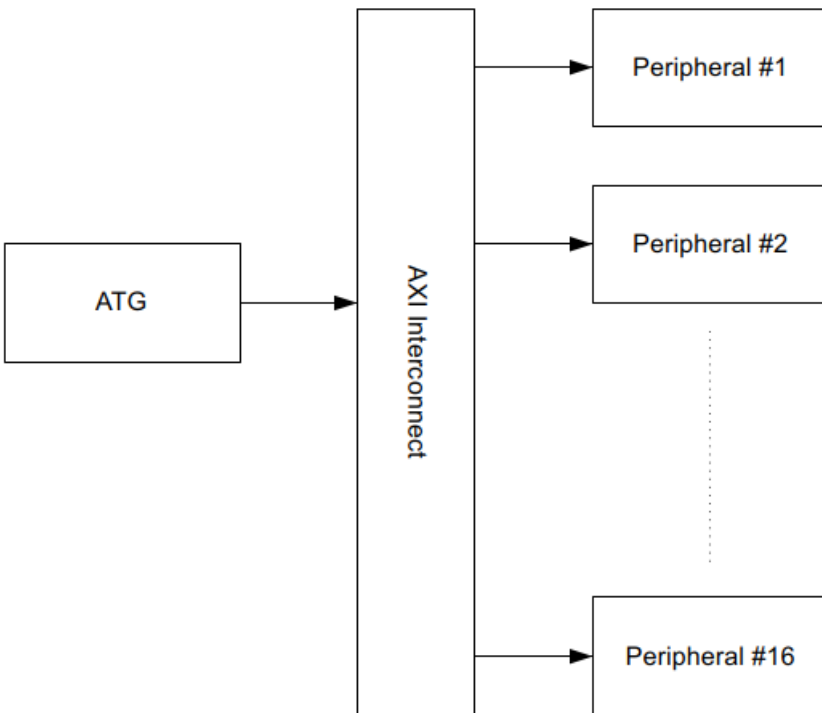 Peripheral #1
Peripheral #2
ATG
AXI Interconnect
Peripheral #16